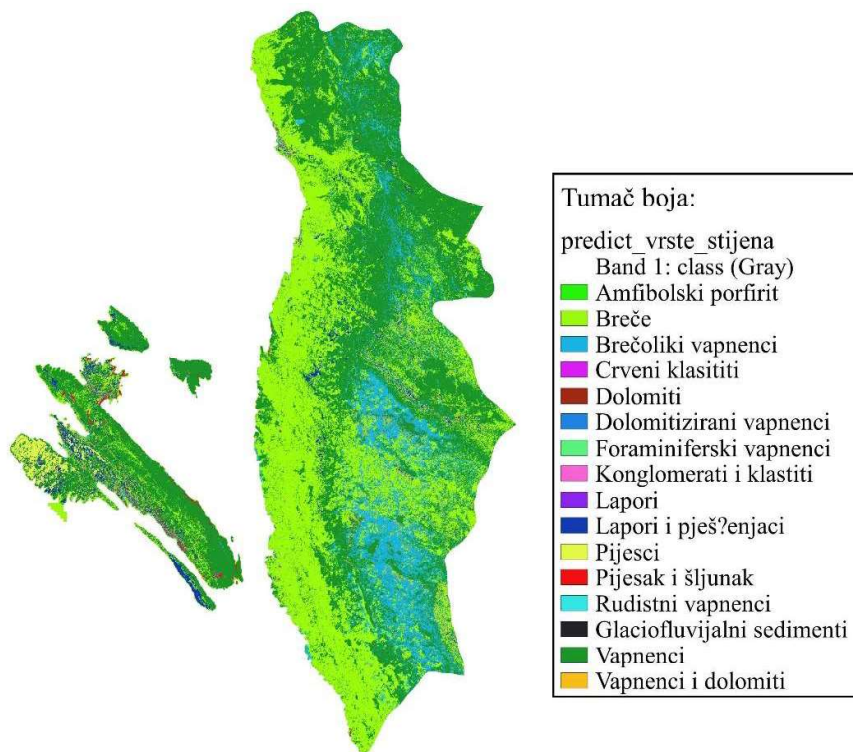 Tumač boja:
predict_vrste_stijena
Band 1: class (Gray)
Amfibolski porfirit
Breče
Brečoliki vapnenci
Crveni klasititi
Dolomiti
Dolomitizirani vapnenci
Foraminiferski vapnenci
Konglomerati i klastiti
Lapori
Lapori i pješ?enjaci
Pijesci
Pijesak i šljunak
Rudistni vapnenci
Glaciofluvijalni sedimenti
Vapnenci
Vapnenci i dolomiti